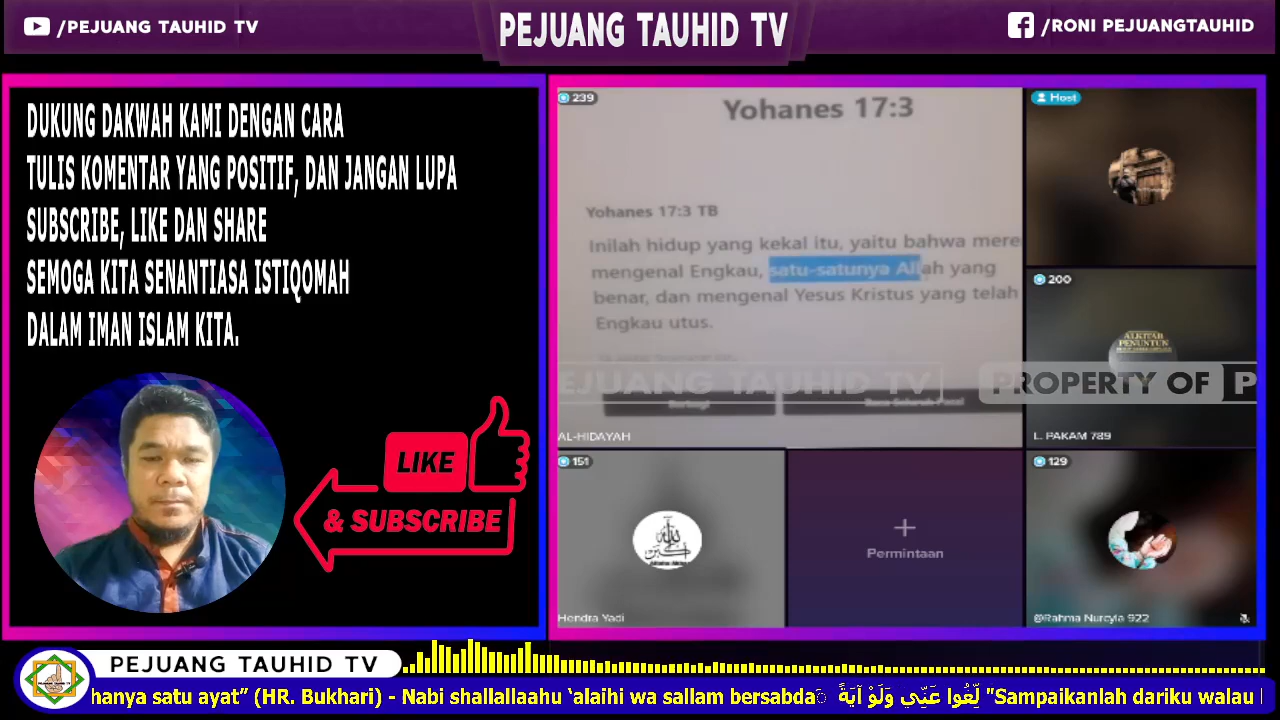 /PEJUANG TAUHID TV
PEJUANG TAUHID TV
/RONI PEJUANGTAUHID
DUKUNG DAKWAH KAMI DENGAN CARA
TULIS KOMENTAR YANG POSITIF, DAN JANGAN LUPA
SUBSCRIBE, LIKE DAN SHARE
SEMOGA KITA SENANTIASA ISTIQOMAH
DALAM IMAN ISLAM KITA.
LIKE
& SUBSCRIBE
239
Yohanes 17:3
Yohanes 17:3 TB
Inilah hidup yang kekal itu, yaitu bahwa mere
mengenal Engkau, satu-satunya Allah yang
benar, dan mengenal Yesus Kristus yang telah
Engkau utus.
EJUANG TAUHID TV
PROPERTY OF P
AL-HIDAYAH
Host
200
ALKITAB
PENUNTUN
L. PAKAM 789
151
Hendra Yadi
+
Permintaan
129
@Rahma Nureyla 922
PEJUANG TAUHID TV
hanya satu ayat” (HR. Bukhari) - Nabi shallallaahu ‘alaihi wa sallam bersabda لِّغُوا عَنِّي وَلَوْ آيَةً "Sampaikanlah dariku walau